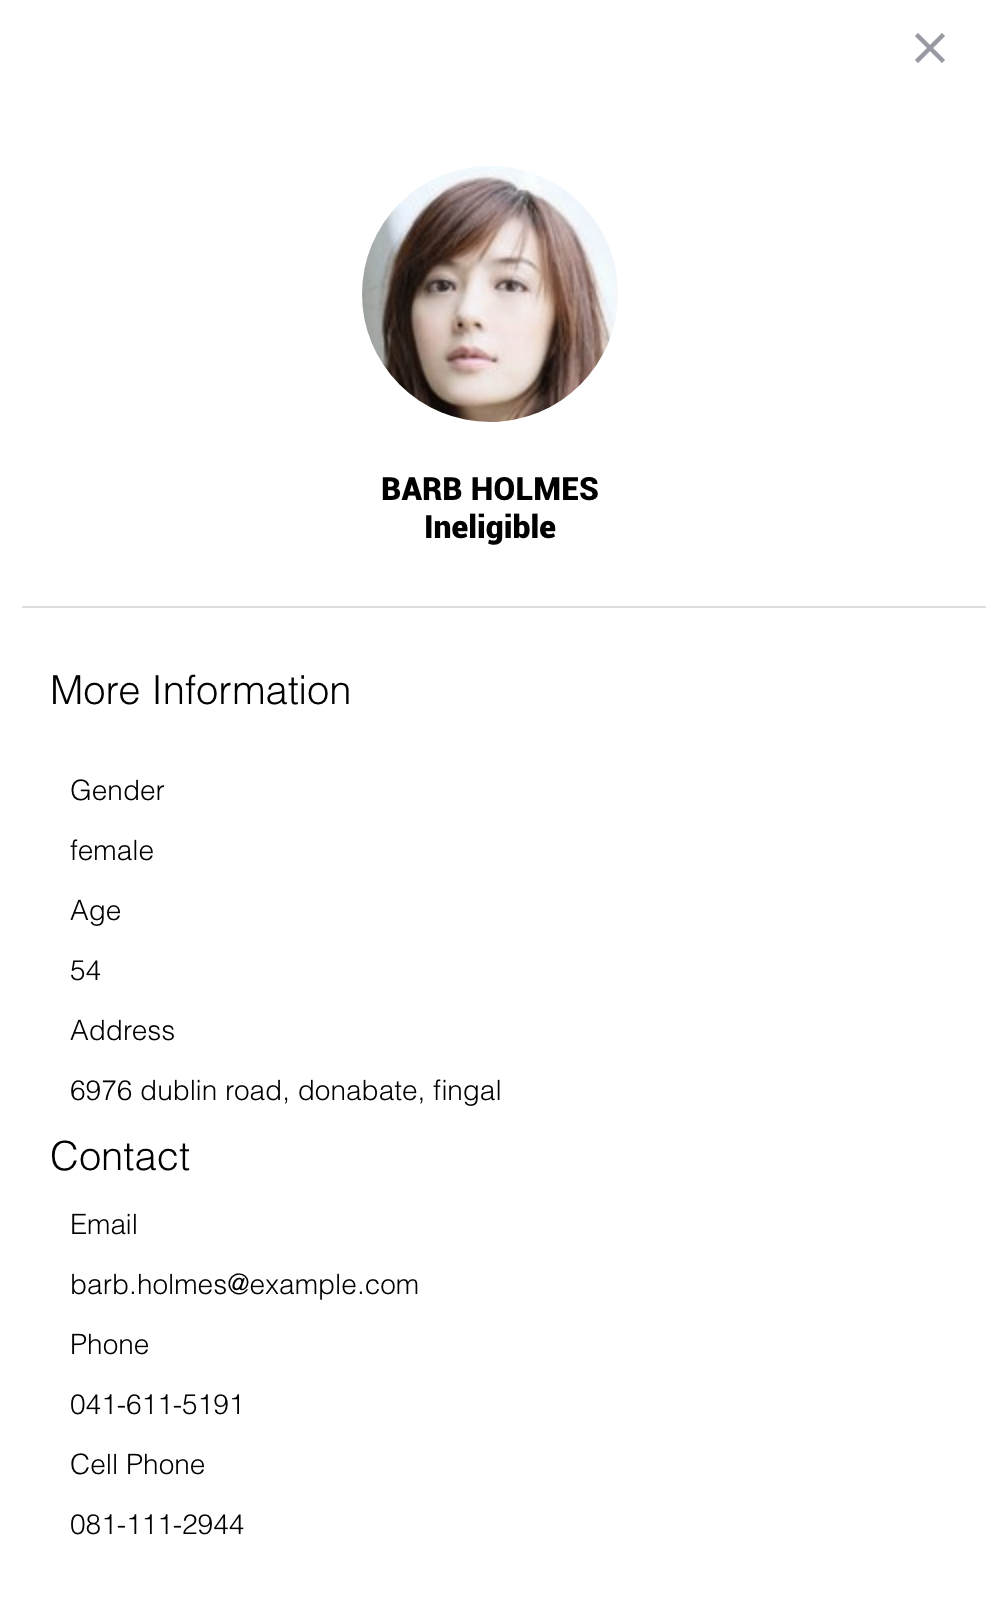 BARB HOLMES
Ineligible
More Information
Gender
female
Age
54
Address
6976 dublin road, donabate, fingal
Contact
Email
barb.holmes@example.com
Phone
041-611-5191
Cell Phone
081-111-2944